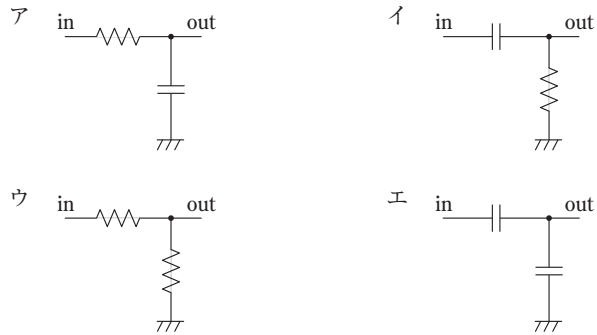 ア in out
イ in out
ウ in out
エ in out